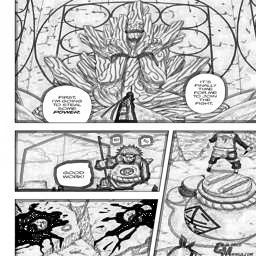 FIRST,
I'M GOING
TO STEAL
SOME
POWER.
IT'S
FINALLY
TIME
FOR ME
TO JOIN
THE
FIGHT.
GOOD
WORK!